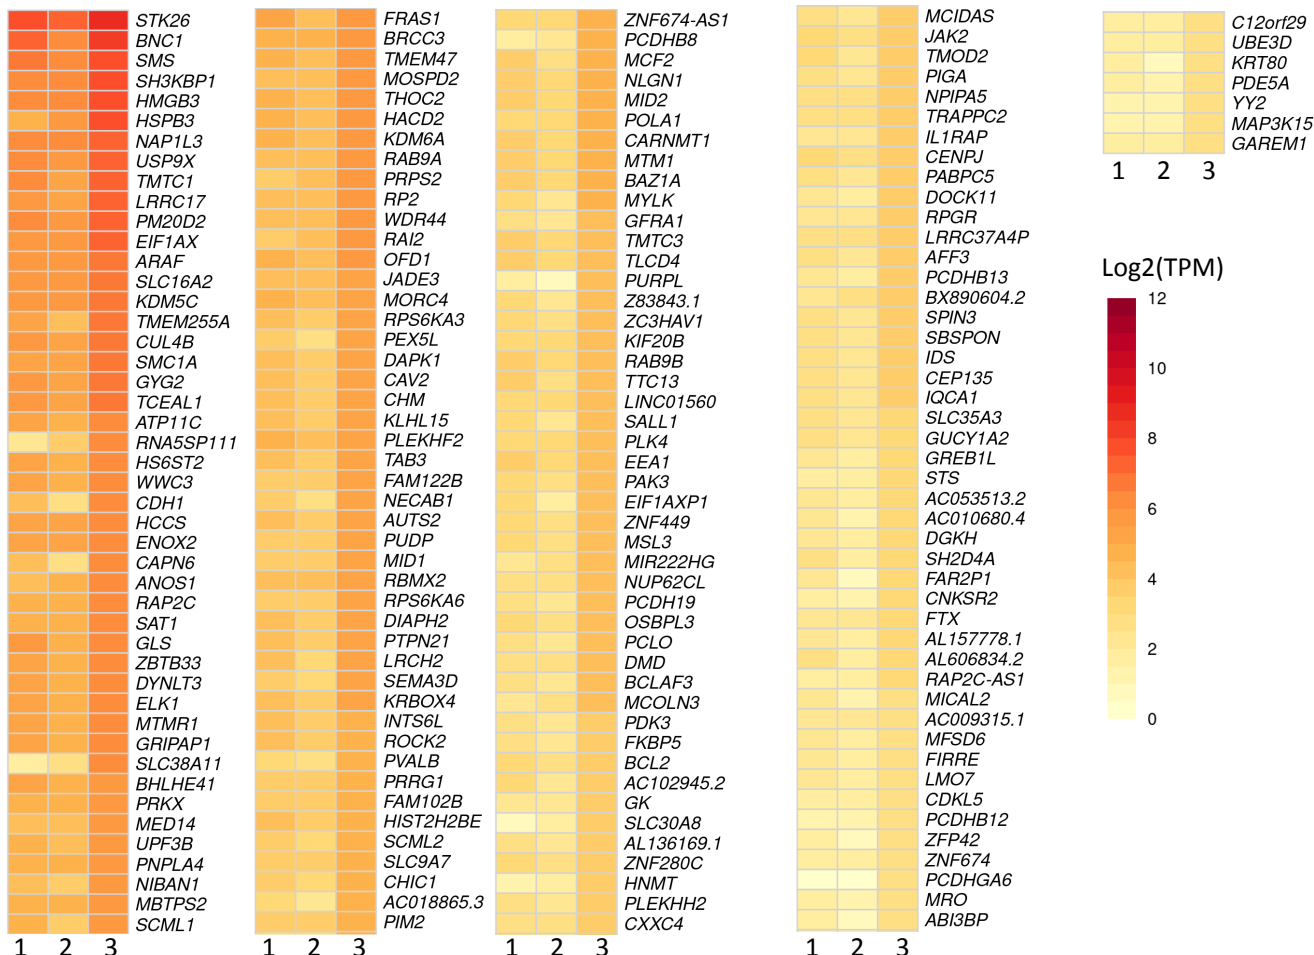 STK26
BNC1
SMS
SH3KBP1
HMGB3
HSPB3
NAP1L3
USP9X
TMTC1
LRRC17
PM20D2
EIF1AX
ARAF
SLC16A2
KDM5C
TMEM255A
CUL4B
SMC1A
GYG2
TCEAL1
ATP11C
RNA5SP111
HS6ST2
WWC3
CDH1
HCCS
ENOX2
CAPN6
ANOS1
RAP2C
SAT1
GLS
ZBTB33
DYNLT3
ELK1
MTMR1
GRIPAP1
SLC38A11
BHLHE41
PRKX
MED14
UPF3B
PNPLA4
NIBAN1
MBTPS2
SCML1
1 2 3
FRAS1
BRCC3
TMEM47
MOSPD2
THOC2
HACD2
KDM6A
RAB9A
PRPS2
RP2
WDR44
RAI2
OFD1
JADE3
MORC4
RPS6KA3
PEX5L
DAPK1
CAV2
CHM
KLHL15
PLEKHF2
TAB3
FAM122B
NECAB1
AUTS2
PUDP
MID1
RBMX2
RPS6KA6
DIAPH2
PTPN21
LRCH2
SEMA3D
KRBOX4
INTS6L
ROCK2
PVALB
PRRG1
FAM102B
HIST2H2BE
SCML2
SLC9A7
CHIC1
AC018865.3
PIM2
1 2 3
ZNF674-AS1
PCDHB8
MCF2
NLGN1
MID2
POLA1
CARNMT1
MTM1
BAZ1A
MYLK
GFRA1
TMTC3
TLCD4
PURPL
Z83843.1
ZC3HAV1
KIF20B
RAB9B
TTC13
LINC01560
SALL1
PLK4
EEA1
PAK3
EIF1AXP1
ZNF449
MSL3
MIR222HG
NUP62CL
PCDH19
OSBPL3
PCLO
DMD
BCLAF3
MCOLN3
PDK3
FKBP5
BCL2
AC102945.2
GK
SLC30A8
AL136169.1
ZNF280C
HNMT
PLEKHH2
CXXC4
1 2 3
MCIDAS
JAK2
TMOD2
PIGA
NPIPA5
TRAPPC2
IL1RAP
CENPJ
PABPC5
DOCK11
RPGR
LRRC37A4P
AFF3
PCDHB13
BX890604.2
SPIN3
SBSPON
IDS
CEP135
IQCA1
SLC35A3
GUCY1A2
GREB1L
STS
AC053513.2
AC010680.4
DGKH
SH2D4A
FAR2P1
CNKSR2
FTX
AL157778.1
AL606834.2
RAP2C-AS1
MICAL2
AC009315.1
MFSD6
FIRRE
LMO7
CDKL5
PCDHB12
ZFP42
ZNF674
PCDHGA6
MRO
ABI3BP
1 2 3
C12orf29
UBE3D
KRT80
PDE5A
YY2
MAP3K15
GAREM1
1 2 3
Log2(TPM)
12
10
8
6
4
2
0